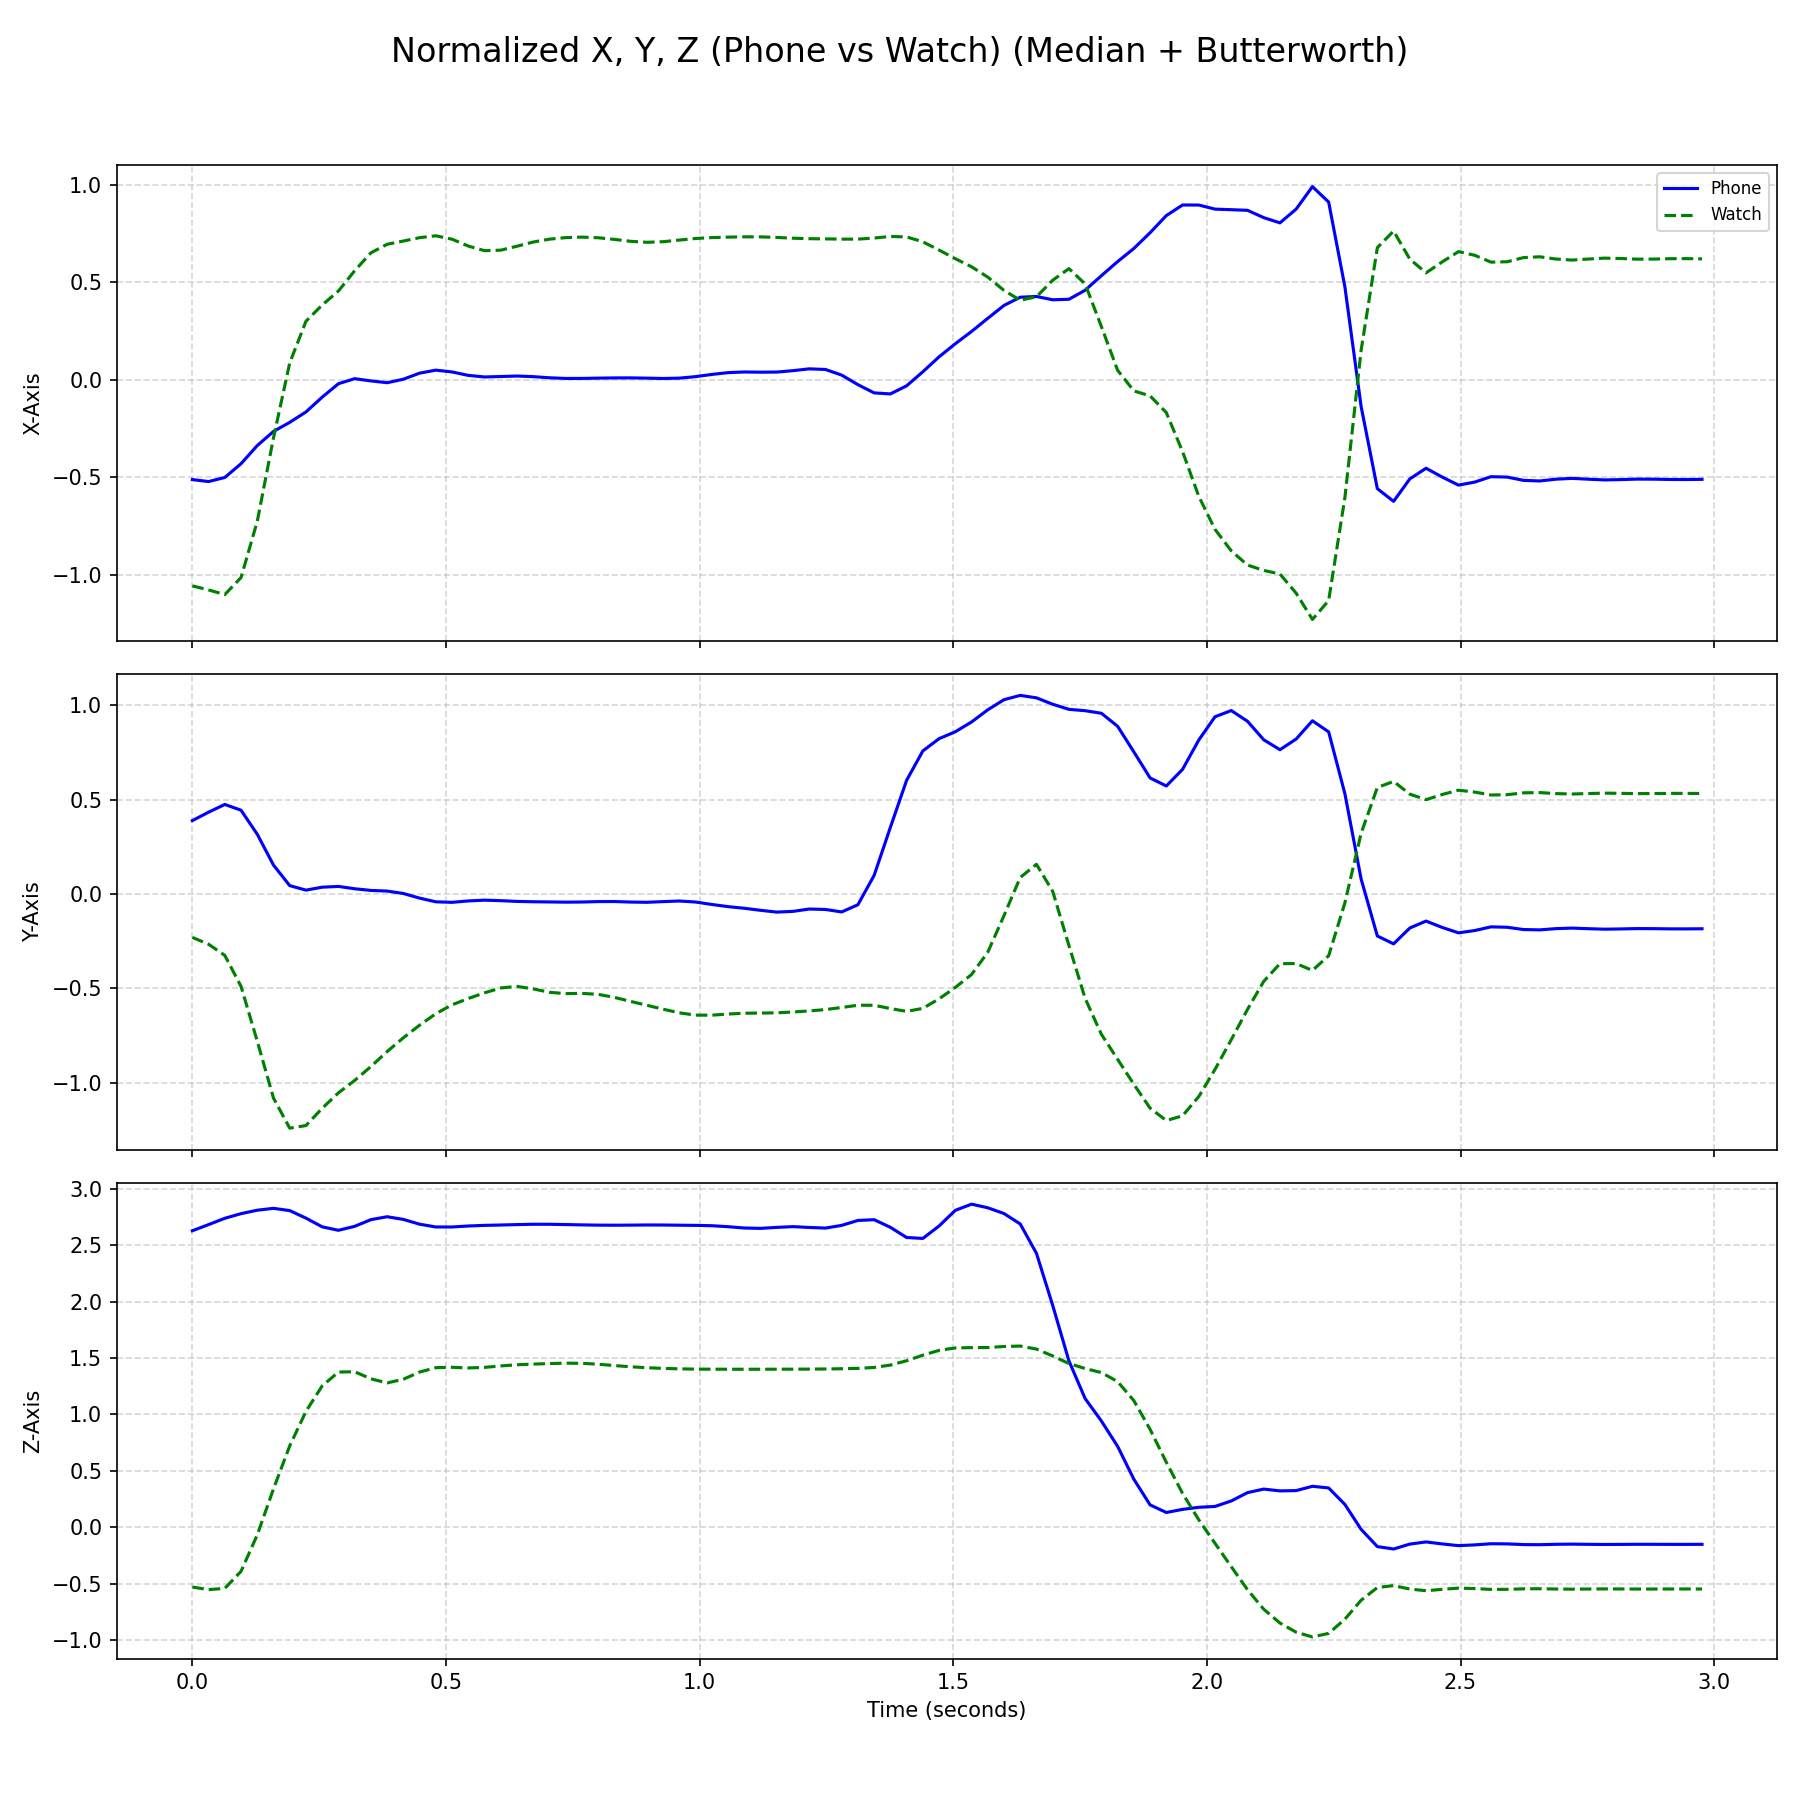 Normalized X, Y, Z (Phone vs Watch) (Median + Butterworth)
1.0
0.5
0.0
−0.5
−1.0
X-Axis
Phone
Watch
1.0
0.5
0.0
−0.5
−1.0
Y-Axis
3.0
2.5
2.0
1.5
1.0
0.5
0.0
−0.5
−1.0
Z-Axis
0.0 0.5 1.0 1.5 2.0 2.5 3.0
Time (seconds)